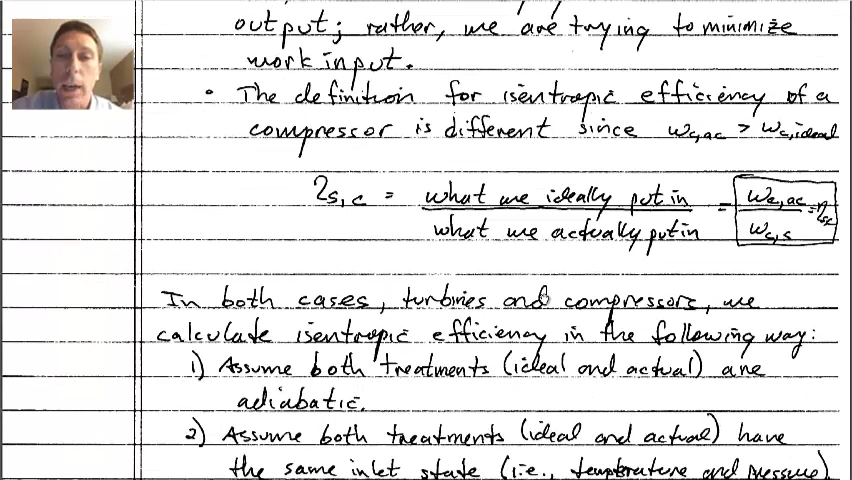 output; rather, we are trying to minimize
work input.
• The definition for isentropic efficiency of a
compressor is different since w_c,ac > w_c,ideal
η_s,c = what we ideally put in / what we actually put in = w_c,ac / w_c,s = η_sc
In both cases, turbines and compressors, we
calculate isentropic efficiency in the following way:
1) Assume both treatments (ideal and actual) are
adiabatic.
2) Assume both treatments (ideal and actual) have
the same inlet state (i.e., temperature and pressure).